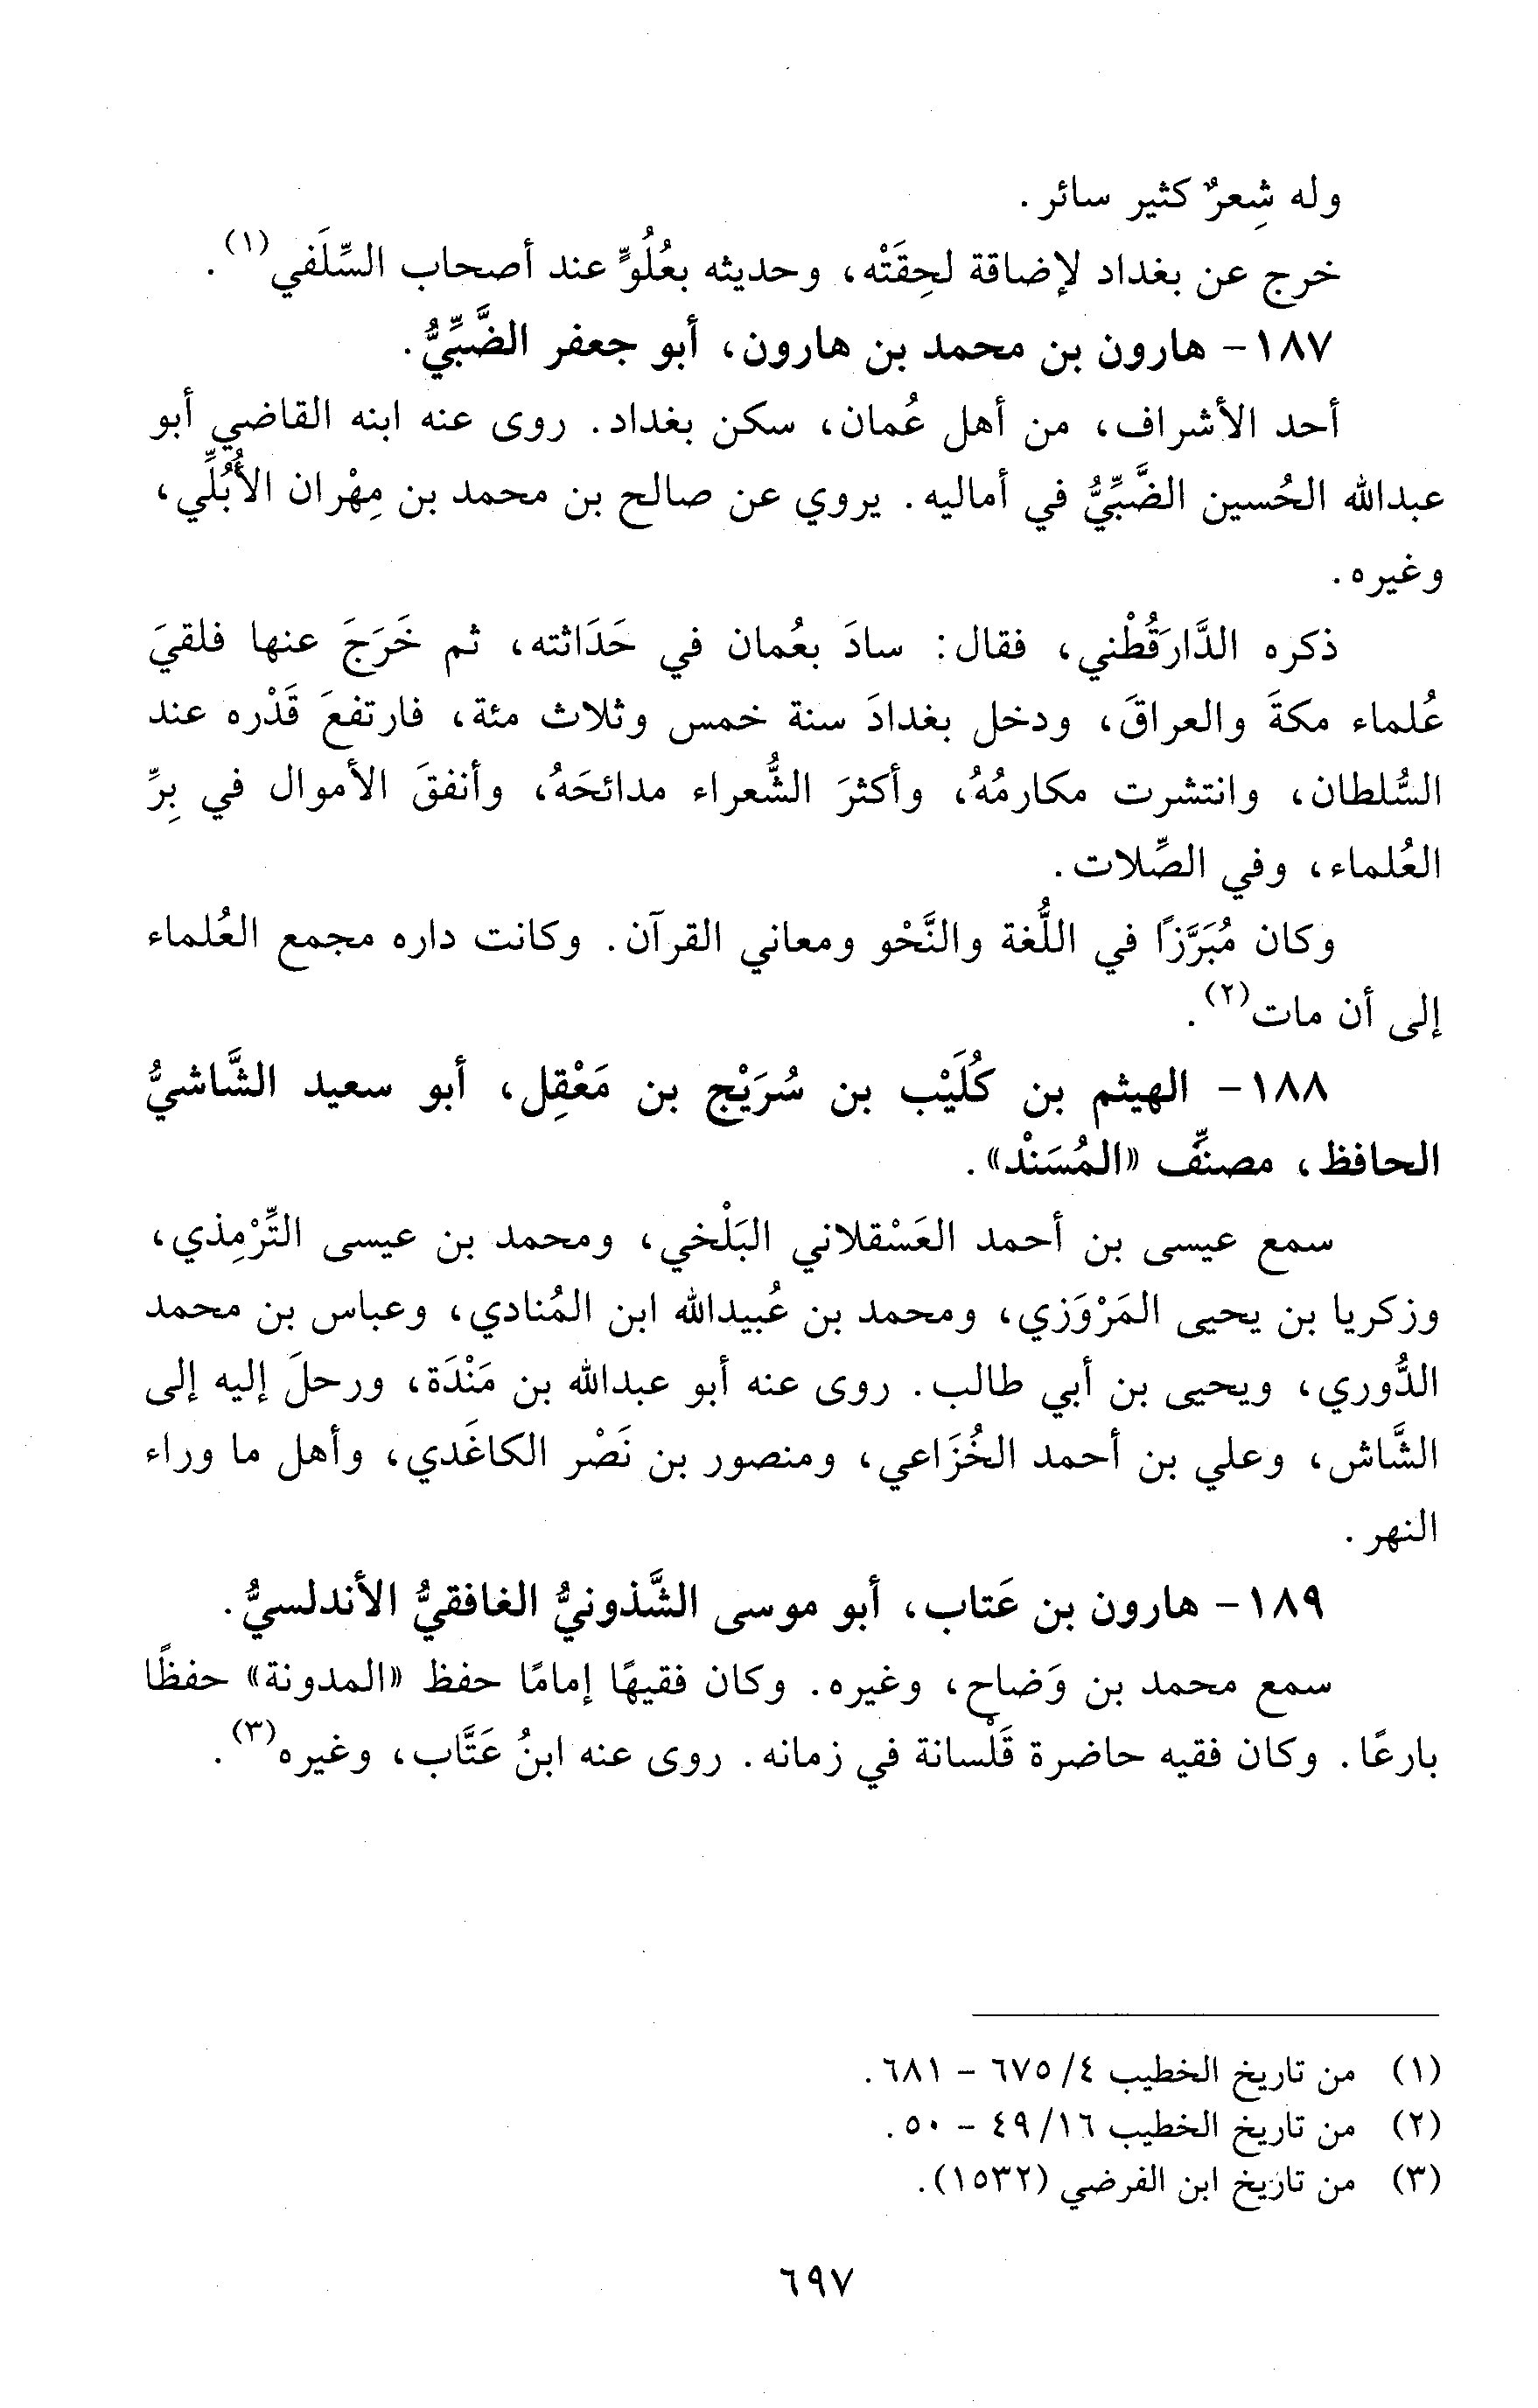 وله شِعرٌ كثير سائر.
خرج عن بغداد لإضاقة لحِقَتْه، وحديثه بعُلُوٍّ عند أصحاب السِّلَفي(١).
١٨٧- هارون بن محمد بن هارون، أبو جعفر الضَّبِّيُّ.
أحد الأشراف، من أهل عُمان، سكن بغداد. روى عنه ابنه القاضي أبو
عبدالله الحُسين الضَّبِّيُّ في أماليه. يروي عن صالح بن محمد بن مِهْران الأُبُلِّي،
وغيره.
ذكره الدَّارَقُطْني، فقال: سادَ بعُمان في حَدَاثته، ثم خَرَجَ عنها فلقيَ
عُلماء مكةَ والعراقَ، ودخل بغدادَ سنة خمس وثلاث مئة، فارتفعَ قَدْره عند
السُّلطان، وانتشرت مكارمُهُ، وأكثرَ الشُّعراء مدائحَهُ، وأنفقَ الأموال في بِرِّ
العُلماء، وفي الصِّلات.
وكان مُبَرَّزًا في اللُّغة والنَّحْو ومعاني القرآن. وكانت داره مجمع العُلماء
إلى أن مات(٢).
١٨٨- الهيثم بن كُلَيْب بن سُرَيْج بن مَعْقِل، أبو سعيد الشَّاشيُّ
الحافظ، مصنِّف «المُسَنْد».
سمع عيسى بن أحمد العَسْقلاني البَلْخي، ومحمد بن عيسى التِّرْمِذي،
وزكريا بن يحيى المَرْوَزي، ومحمد بن عُبيدالله ابن المُنادي، وعباس بن محمد
الدُّوري، ويحيى بن أبي طالب. روى عنه أبو عبدالله بن مَنْدَة، ورحلَ إليه إلى
الشَّاش، وعلي بن أحمد الخُزَاعي، ومنصور بن نَصْر الكاغَدي، وأهل ما وراء
النهر.
١٨٩- هارون بن عَتاب، أبو موسى الشَّذونيُّ الغافقيُّ الأندلسيُّ.
سمع محمد بن وَضاح، وغيره. وكان فقيهًا إمامًا حفظ «المدونة» حفظًا
بارعًا. وكان فقيه حاضرة قَلْسانة في زمانه. روى عنه ابنُ عَتَّاب، وغيره(٣).
(١) من تاريخ الخطيب ٤/ ٦٧٥ - ٦٨١.
(٢) من تاريخ الخطيب ١٦/ ٤٩ - ٥٠.
(٣) من تاريخ ابن الفرضي (١٥٣٢).
٦٩٧